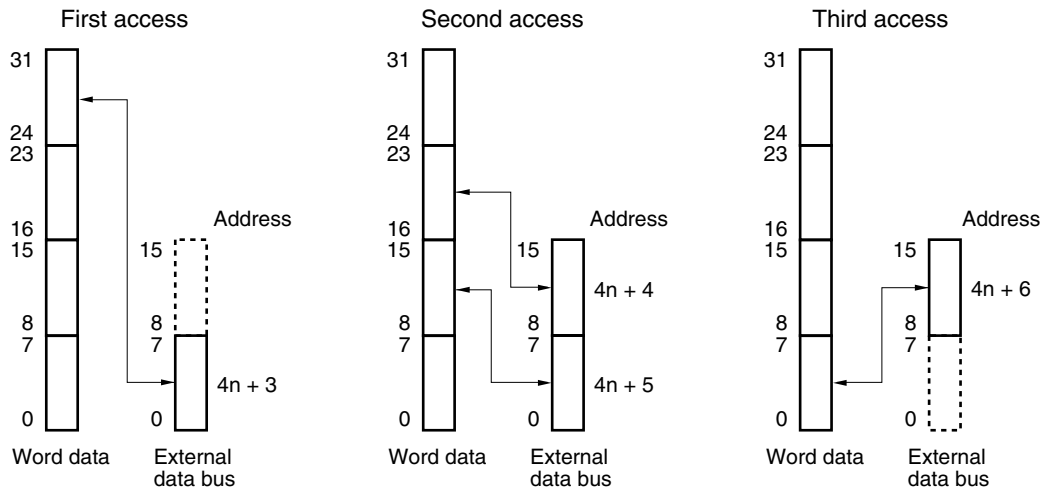 First access
31
24
23
16
15
8
7
0
Word data
Address
15
8
7
0
4n + 3
External
data bus
Second access
31
24
23
16
15
8
7
0
Word data
Address
15
8
7
0
4n + 4
4n + 5
External
data bus
Third access
31
24
23
16
15
8
7
0
Word data
Address
15
8
7
0
4n + 6
External
data bus